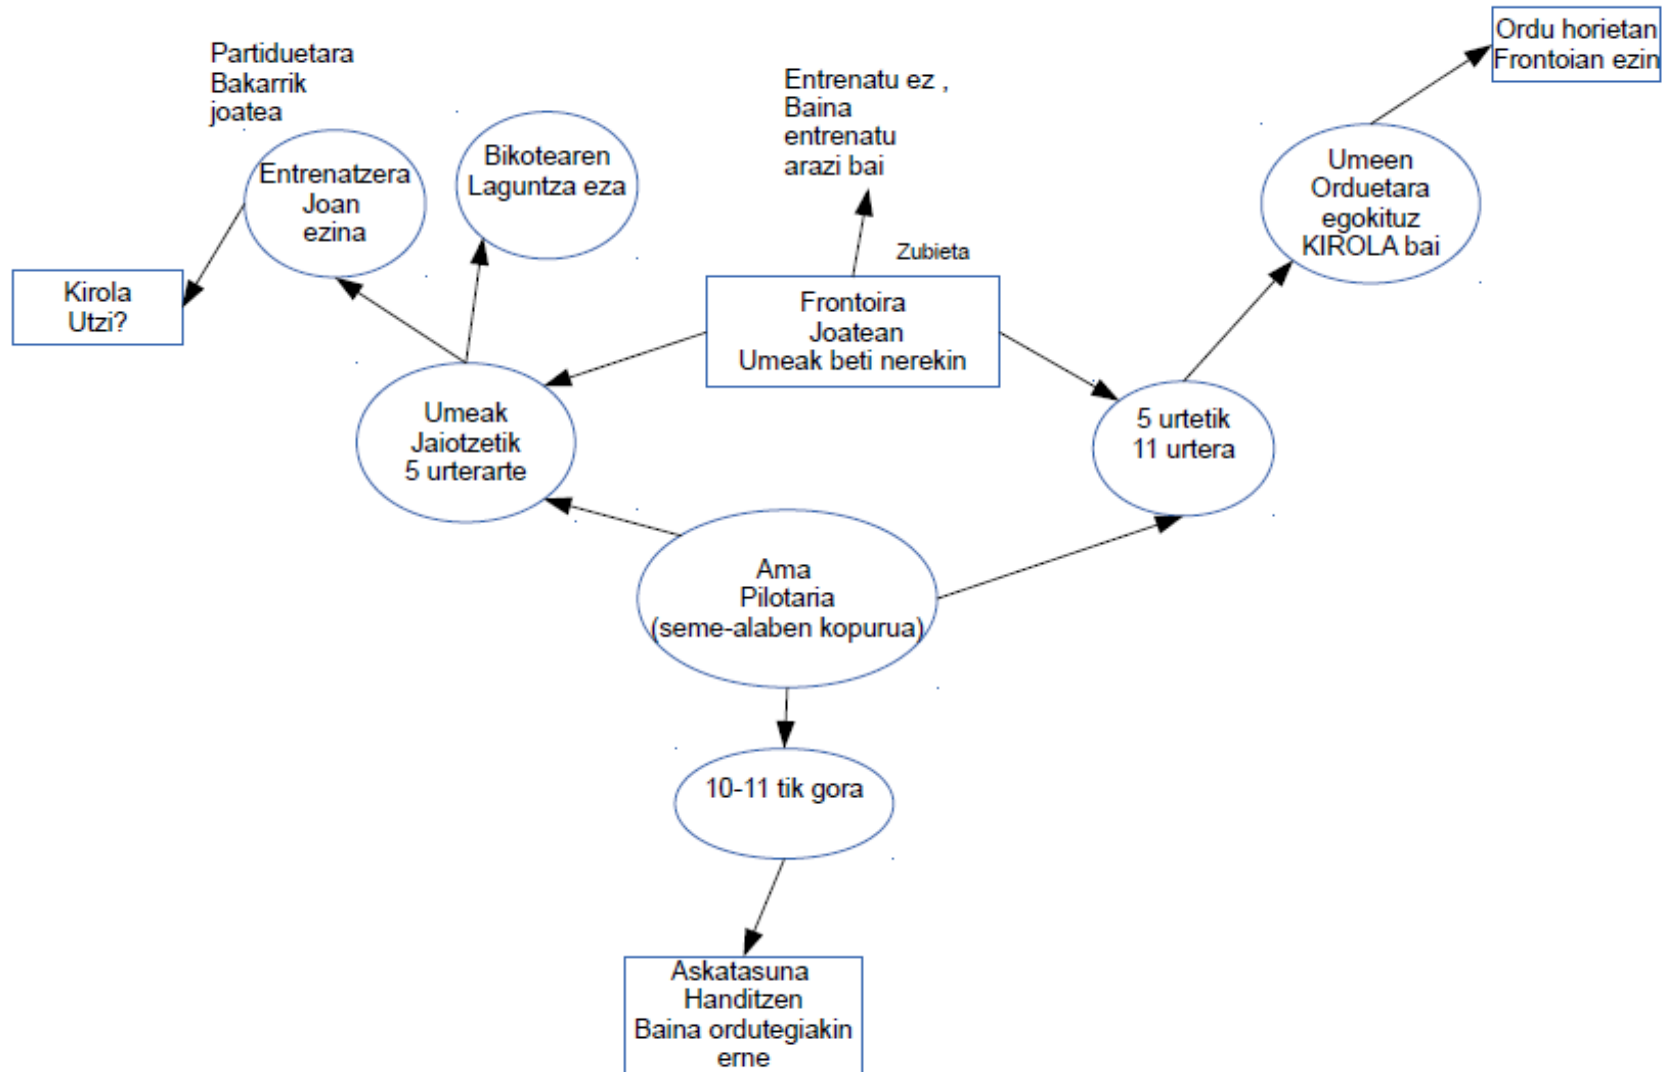 Ordu horietan
Frontoian ezin
Partiduetara
Bakarrik
joatea
Entrenatu ez ,
Baina
entrenatu
arazi bai
Bikotearen
Laguntza eza
Umeen
Orduetara
egokituz
KIROLA bai
Entrenatzera
Joan
ezina
Zubieta
Kirola
Utzi?
Frontoira
Joatean
Umeak beti nerekin
Umeak
Jaiotzetik
5 urterarte
5 urtetik
11 urtera
Ama
Pilotaria
(seme-alaben kopurua)
10-11 tik gora
Askatasuna
Handitzen
Baina ordutegiakin
erne